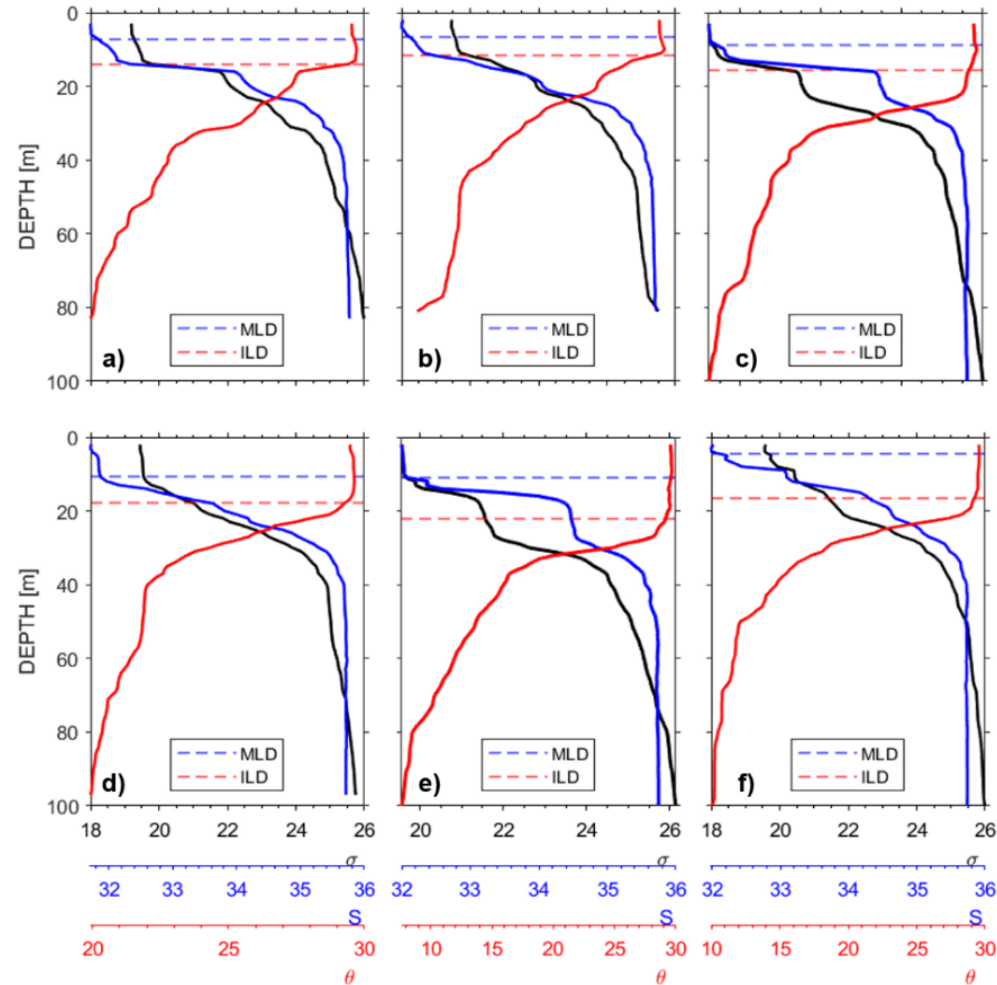 0
20
40
60
80
100
DEPTH [m]
MLD
ILD
a)
MLD
ILD
b)
MLD
ILD
c)
0
20
40
60
80
100
DEPTH [m]
MLD
ILD
d)
MLD
ILD
e)
MLD
ILD
f)
18 20 22 24 26 20 22 24 26 18 20 22 24 26
σ σ σ
32 33 34 35 36 32 33 34 35 36 32 34 36
S S S
20 25 30 10 15 20 25 30 10 15 20 25 30
θ θ θ